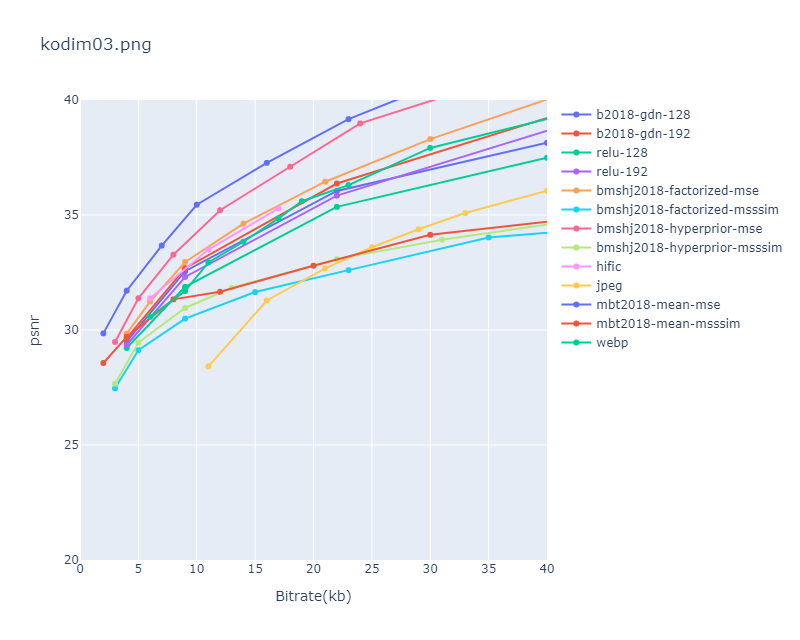 kodim03.png
psnr
40
35
30
25
20
0 5 10 15 20 25 30 35 40
Bitrate(kb)
b2018-gdn-128
b2018-gdn-192
relu-128
relu-192
bmshj2018-factorized-mse
bmshj2018-factorized-msssim
bmshj2018-hyperprior-mse
bmshj2018-hyperprior-msssim
hific
jpeg
mbt2018-mean-mse
mbt2018-mean-msssim
webp